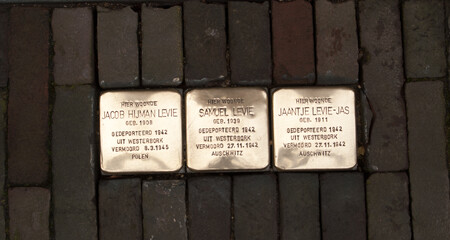 HIER WOONDE
JACOB HIJMAN LEVIE
GEB. 1908
GEDEPORTEERD 1942
UIT WESTERBORK
VERMOORD 6.3.1943
POLEN
HIER WOONDE
SAMUEL LEVIE
GEB. 1939
GEDEPORTEERD 1942
UIT WESTERBORK
VERMOORD 27.11.1942
AUSCHWITZ
HIER WOONDE
JAANTJE LEVIE-JAS
GEB. 1911
GEDEPORTEERD 1942
UIT WESTERBORK
VERMOORD 27.11.1942
AUSCHWITZ